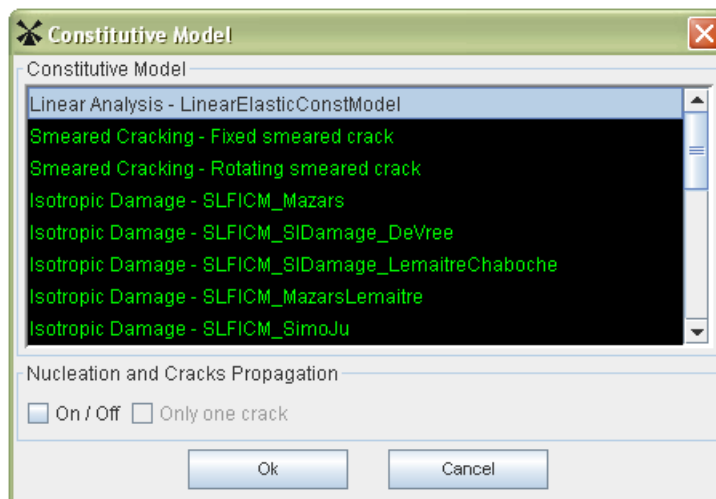 Constitutive Model
Constitutive Model
Linear Analysis - LinearElasticConstModel
Smeared Cracking - Fixed smeared crack
Smeared Cracking - Rotating smeared crack
Isotropic Damage - SLFICM_Mazars
Isotropic Damage - SLFICM_SIDamage_DeVree
Isotropic Damage - SLFICM_SIDamage_LemaitreChaboche
Isotropic Damage - SLFICM_MazarsLemaitre
Isotropic Damage - SLFICM_SimoJu
Nucleation and Cracks Propagation
On / Off Only one crack
Ok Cancel